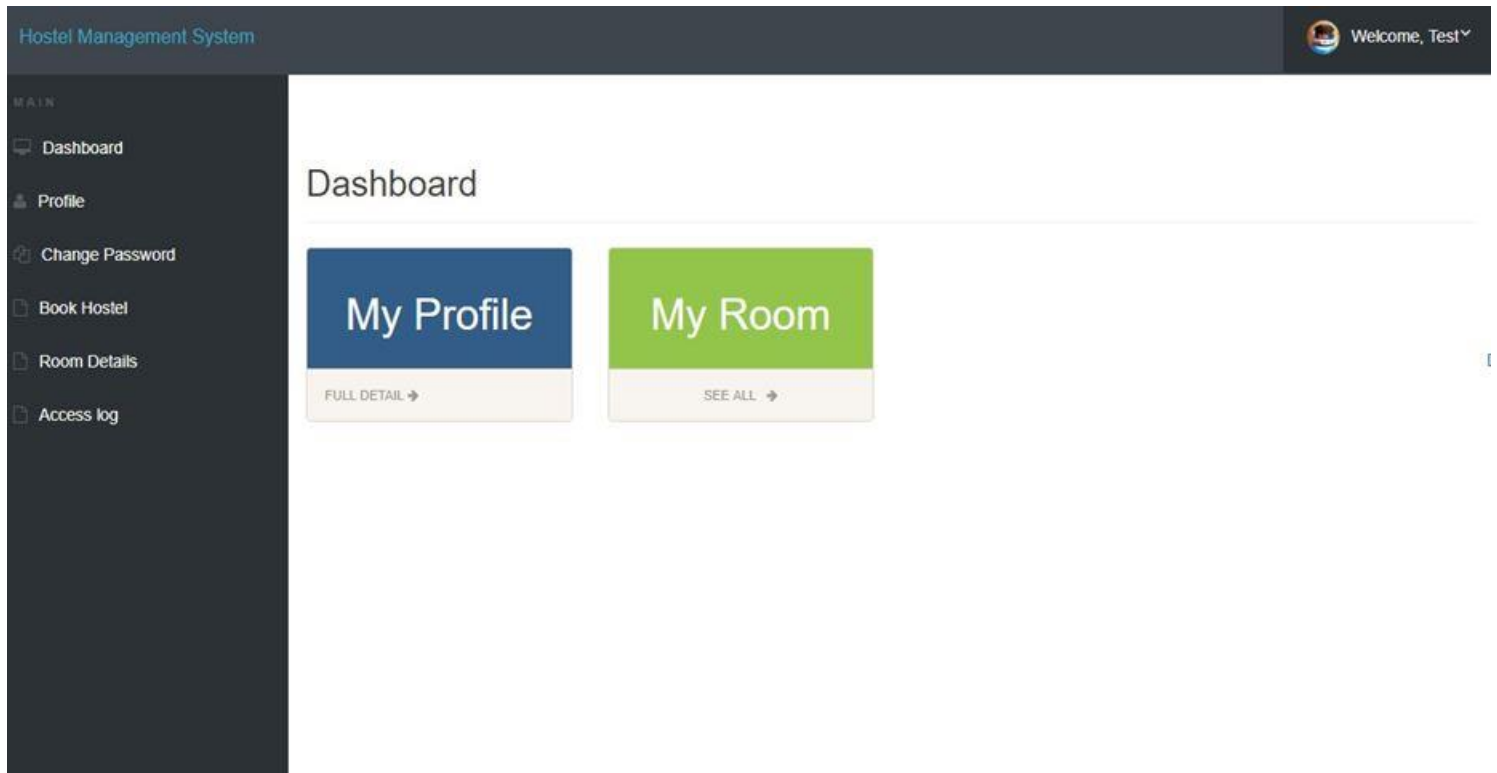 Hostel Management System
Welcome, Test
MAIN
Dashboard
Profile
Change Password
Book Hostel
Room Details
Access log
Dashboard
My Profile
FULL DETAIL
My Room
SEE ALL